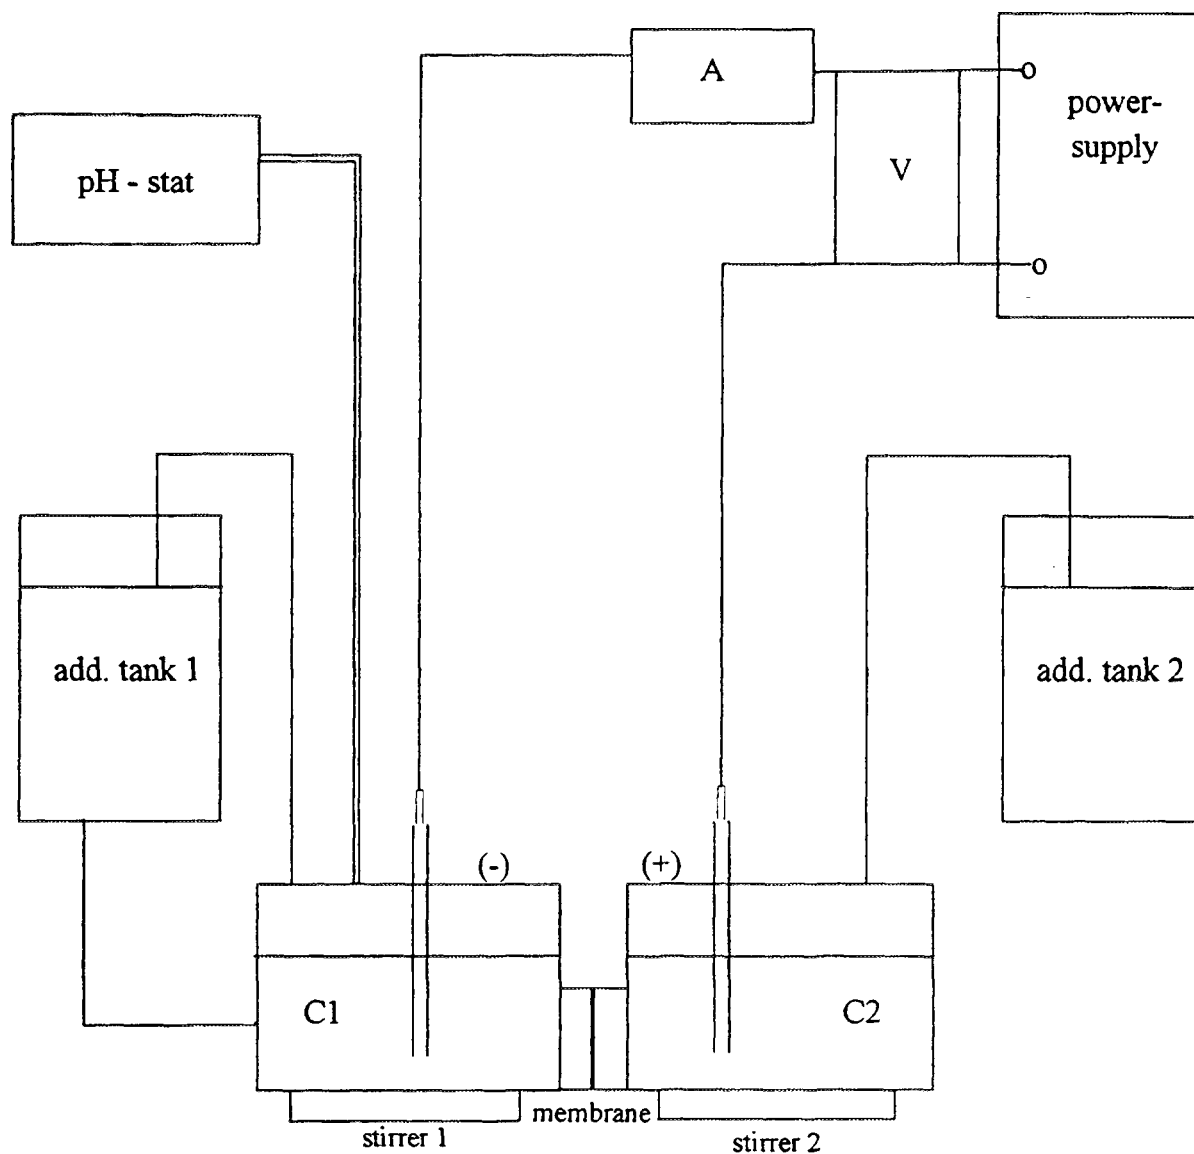 A
power-
supply
V
pH - stat
add. tank 1
add. tank 2
(-)
(+)
C1
C2
membrane
stirrer 1
stirrer 2